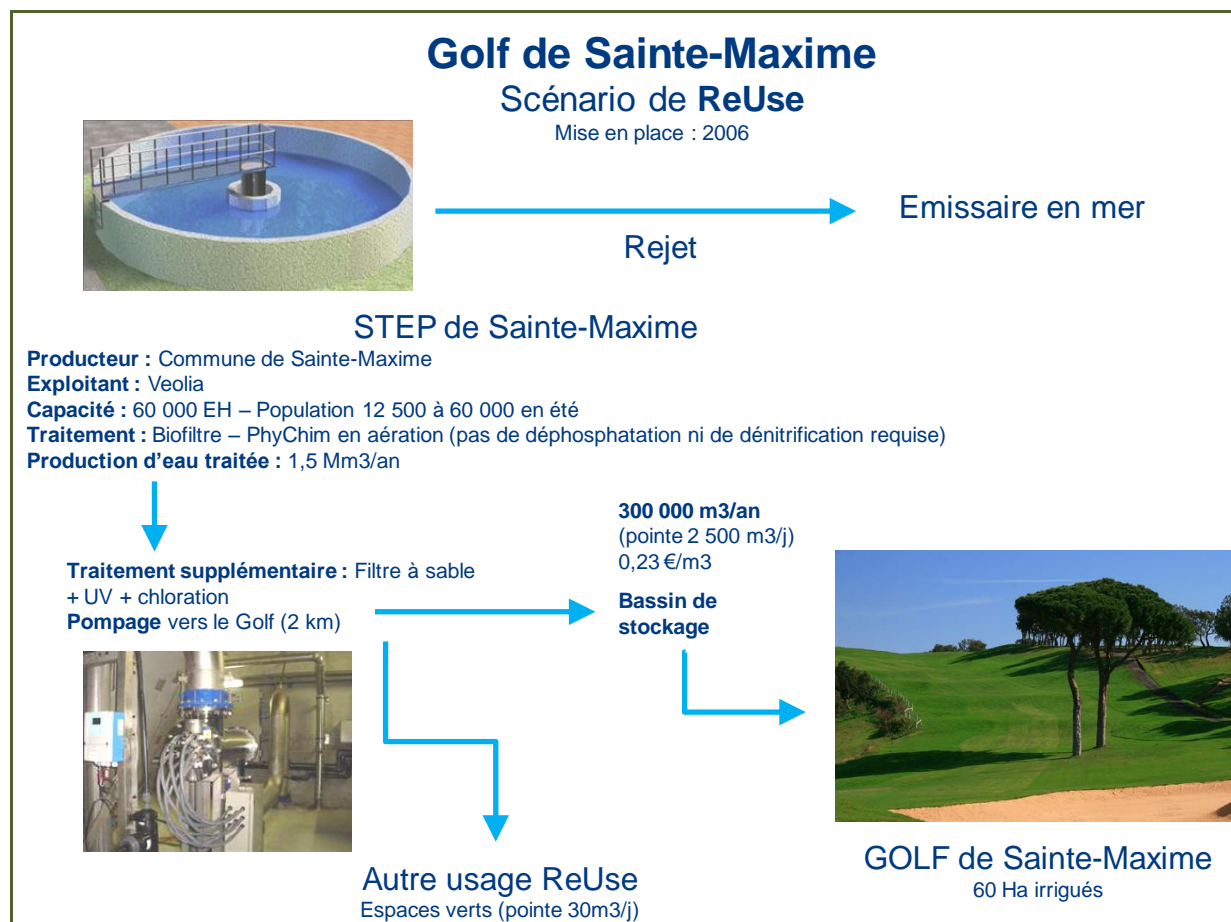 Golf de Sainte-Maxime
Scénario de ReUse
Mise en place : 2006
Emissaire en mer
Rejet
STEP de Sainte-Maxime
Producteur : Commune de Sainte-Maxime
Exploitant : Veolia
Capacité : 60 000 EH – Population 12 500 à 60 000 en été
Traitement : Biofiltre – PhyChim en aération (pas de déphosphatation ni de dénitrification requise)
Production d'eau traitée : 1,5 Mm3/an
Traitement supplémentaire : Filtre à sable
+ UV + chloration
Pompage vers le Golf (2 km)
300 000 m3/an
(pointe 2 500 m3/j)
0,23 €/m3
Bassin de
stockage
Autre usage ReUse
Espaces verts (pointe 30m3/j)
GOLF de Sainte-Maxime
60 Ha irrigués